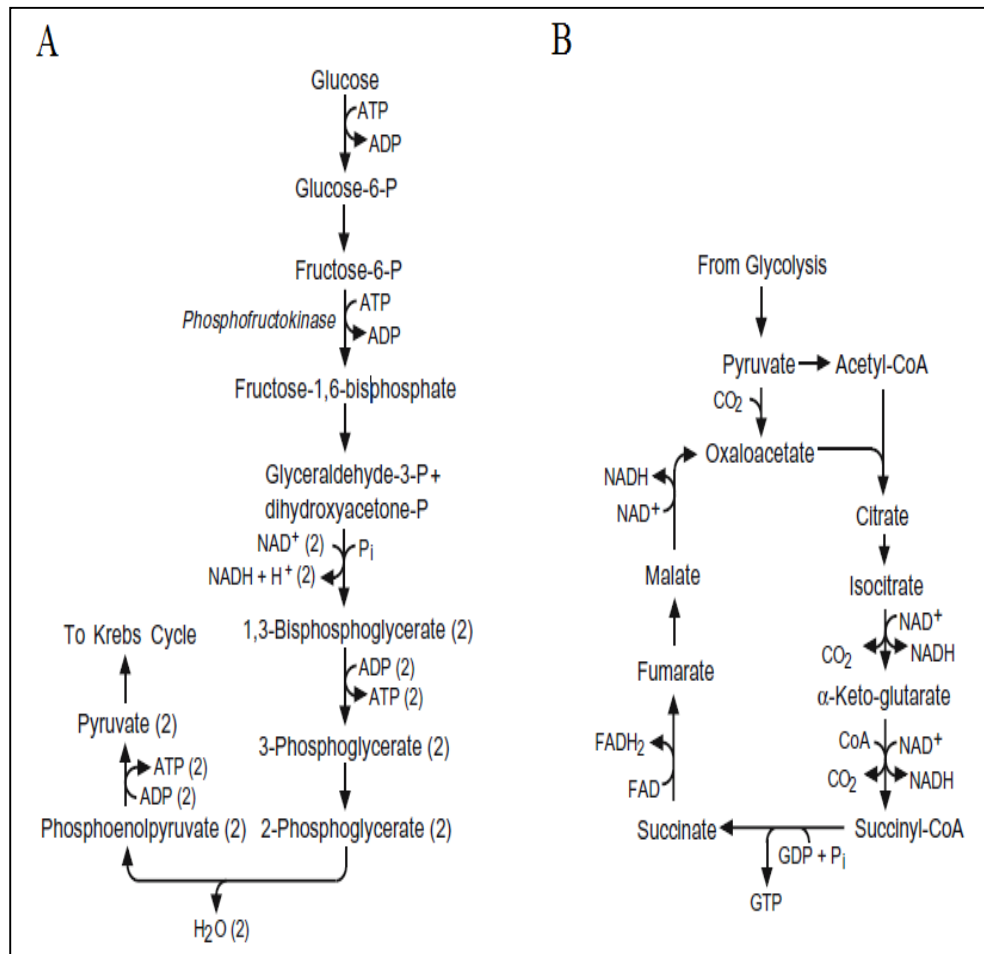 A
Glucose
ATP
ADP
Glucose-6-P
Fructose-6-P
Phosphofructokinase
ATP
ADP
Fructose-1,6-bisphosphate
Glyceraldehyde-3-P+
dihydroxyacetone-P
NAD⁺ (2)
Pᵢ
NADH + H⁺ (2)
1,3-Bisphosphoglycerate (2)
ADP (2)
ATP (2)
3-Phosphoglycerate (2)
2-Phosphoglycerate (2)
H₂O (2)
Phosphoenolpyruvate (2)
ADP (2)
ATP (2)
Pyruvate (2)
To Krebs Cycle
B
From Glycolysis
Pyruvate
Acetyl-CoA
CO₂
Oxaloacetate
Citrate
Isocitrate
NAD⁺
CO₂
NADH
α-Keto-glutarate
CoA
NAD⁺
CO₂
NADH
Succinyl-CoA
GDP + Pᵢ
GTP
Succinate
FAD
FADH₂
Fumarate
Malate
NAD⁺
NADH